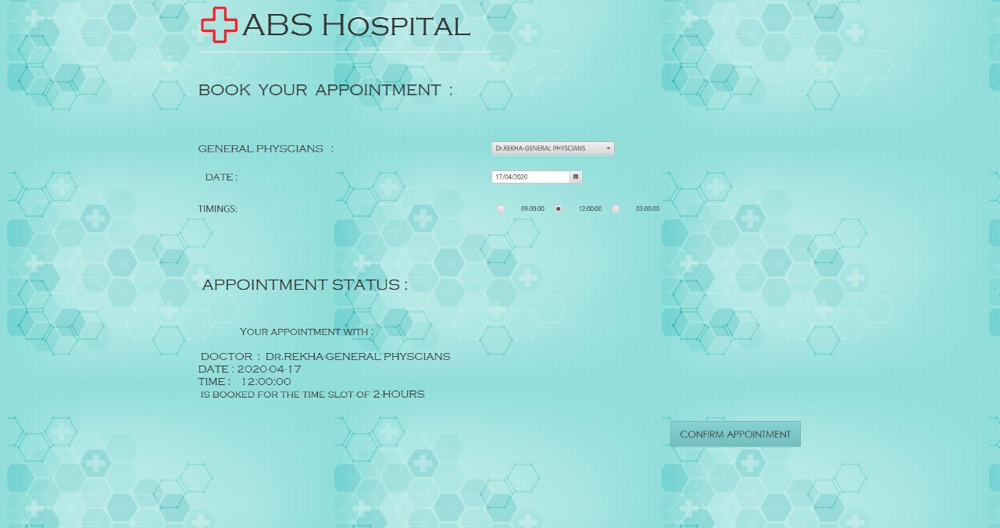 ABS Hospital
BOOK YOUR APPOINTMENT :
GENERAL PHYSCIANS :
Dr.REKHA-GENERAL PHYSCIANS
DATE :
17/04/2020
TIMINGS:
09:00:00 12:00:00 03:00:00
APPOINTMENT STATUS :
Your appointment with :
DOCTOR : Dr.REKHA-GENERAL PHYSCIANS
DATE : 2020-04-17
TIME : 12:00:00
is booked for the time slot of 2-HOURS
CONFIRM APPOINTMENT